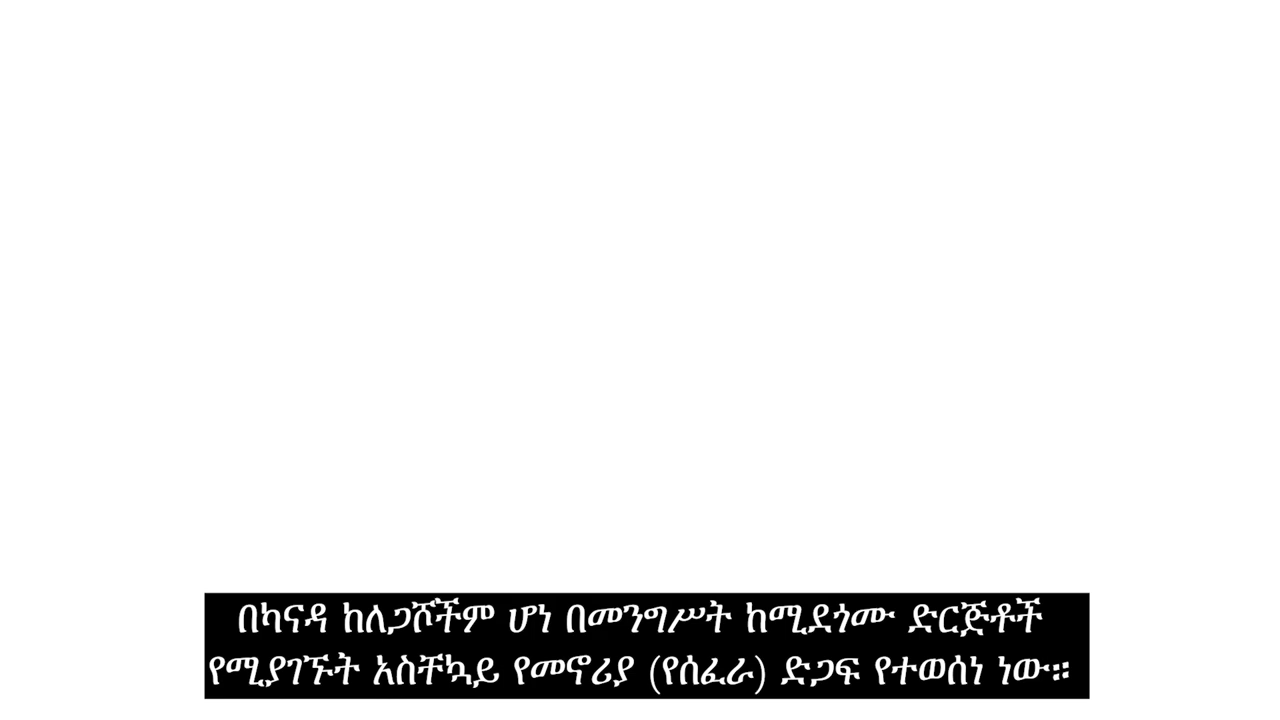 በካናዳ ከለጋሾችም ሆነ በመንግሥት ከሚደጎሙ ድርጅቶች
የሚያገኙት አስቸኳይ የመኖሪያ (የሰፈራ) ድጋፍ የተወሰነ ነው።